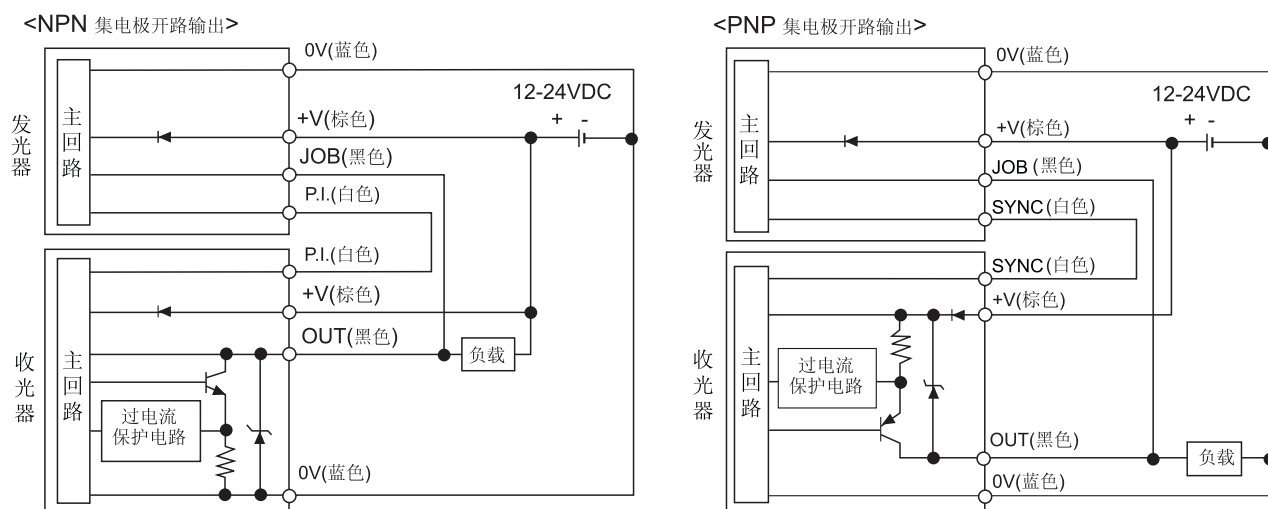 <NPN 集电极开路输出>
发光器
主回路
0V(蓝色)
12-24VDC
+ -
+V(棕色)
JOB(黑色)
P.I.(白色)
收光器
主回路
P.I.(白色)
+V(棕色)
OUT(黑色)
负载
过电流
保护电路
0V(蓝色)
<PNP 集电极开路输出>
发光器
主回路
0V(蓝色)
12-24VDC
+ -
+V(棕色)
JOB(黑色)
SYNC(白色)
收光器
主回路
SYNC(白色)
+V(棕色)
过电流
保护电路
OUT(黑色)
负载
0V(蓝色)